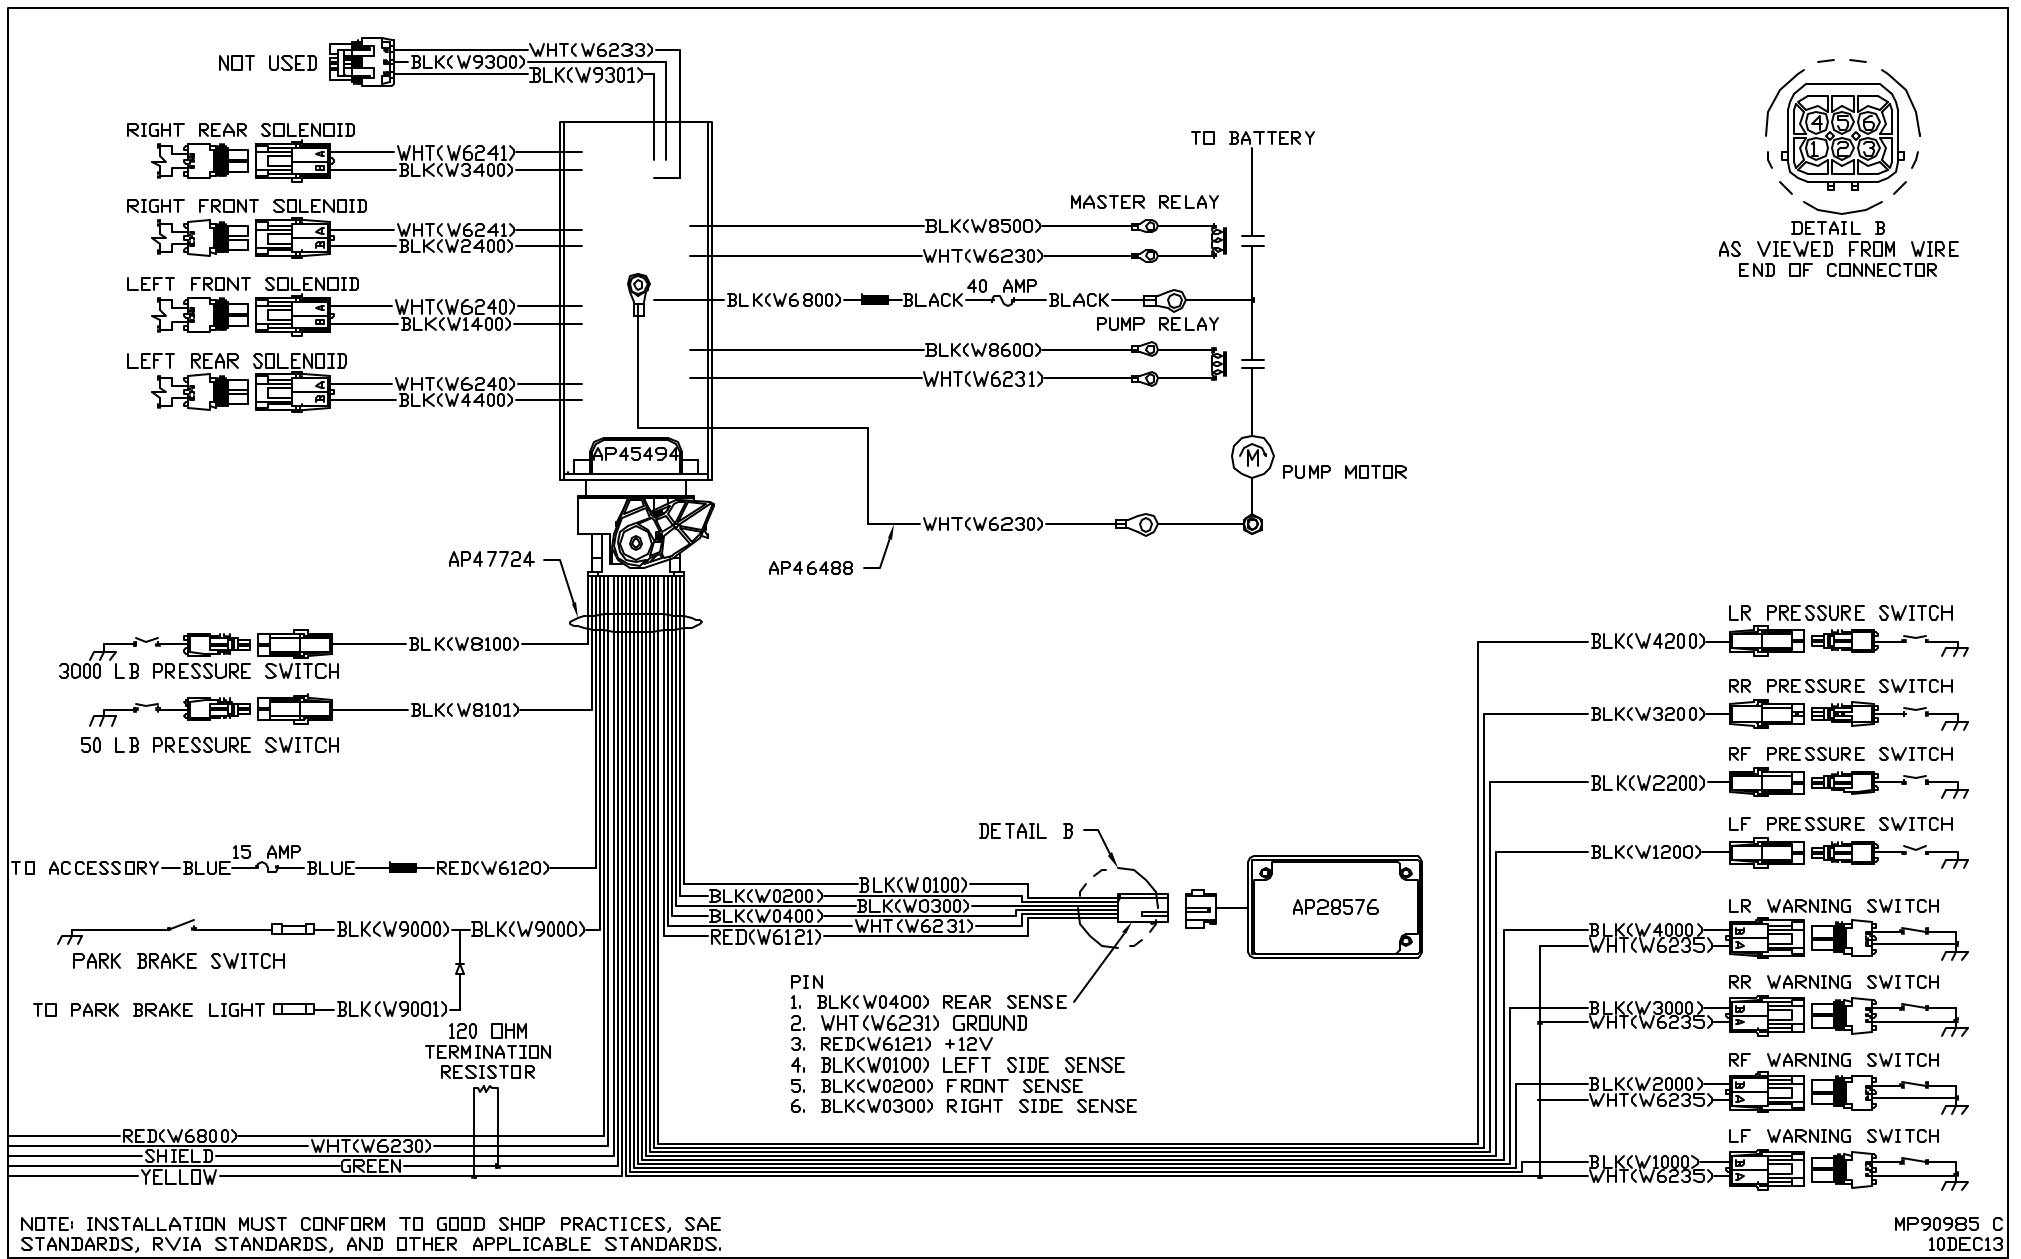 WHT(W6233)
NOT USED
BLK(W9300)
BLK(W9301)
RIGHT REAR SOLENOID
WHT(W6241)
A
B
BLK(W3400)
RIGHT FRONT SOLENOID
WHT(W6241)
A
B
BLK(W2400)
LEFT FRONT SOLENOID
WHT(W6240)
A
B
BLK(W1400)
LEFT REAR SOLENOID
WHT(W6240)
A
B
BLK(W4400)
TO BATTERY
MASTER RELAY
BLK(W8500)
WHT(W6230)
40 AMP
BLK(W6800)
BLACK
BLACK
PUMP RELAY
BLK(W8600)
WHT(W6231)
M
PUMP MOTOR
WHT(W6230)
AP46488
4 5 6
1 2 3
DETAIL B
AS VIEWED FROM WIRE
END OF CONNECTOR
AP45494
AP47724
BLK(W8100)
3000 LB PRESSURE SWITCH
BLK(W8101)
50 LB PRESSURE SWITCH
15 AMP
TO ACCESSORY
BLUE
BLUE
RED(W6120)
BLK(W9000)
BLK(W9000)
PARK BRAKE SWITCH
TO PARK BRAKE LIGHT
BLK(W9001)
120 OHM
TERMINATION
RESISTOR
RED(W6800)
WHT(W6230)
SHIELD
GREEN
YELLOW
DETAIL B
BLK(W0100)
BLK(W0200)
BLK(W0300)
BLK(W0400)
WHT(W6231)
RED(W6121)
AP28576
PIN
1. BLK(W0400) REAR SENSE
2. WHT(W6231) GROUND
3. RED(W6121) +12V
4. BLK(W0100) LEFT SIDE SENSE
5. BLK(W0200) FRONT SENSE
6. BLK(W0300) RIGHT SIDE SENSE
LR PRESSURE SWITCH
BLK(W4200)
RR PRESSURE SWITCH
BLK(W3200)
RF PRESSURE SWITCH
BLK(W2200)
LF PRESSURE SWITCH
BLK(W1200)
LR WARNING SWITCH
BLK(W4000)
B
A
WHT(W6235)
RR WARNING SWITCH
BLK(W3000)
B
A
WHT(W6235)
RF WARNING SWITCH
BLK(W2000)
B
A
WHT(W6235)
LF WARNING SWITCH
BLK(W1000)
B
A
WHT(W6235)
NOTE: INSTALLATION MUST CONFORM TO GOOD SHOP PRACTICES, SAE
STANDARDS, RVIA STANDARDS, AND OTHER APPLICABLE STANDARDS.
MP90985 C
10DEC13